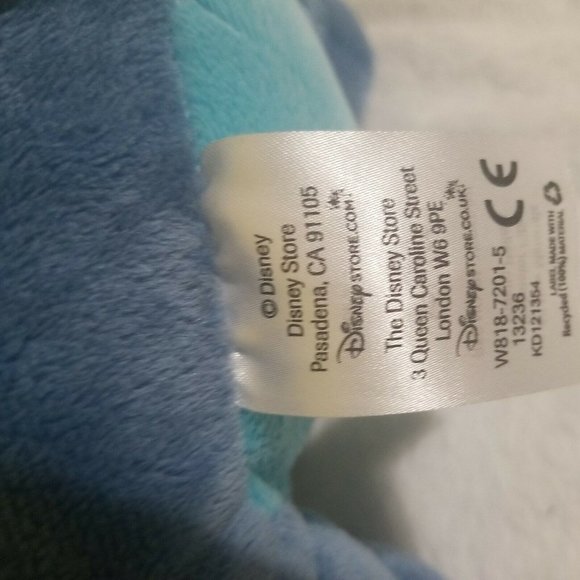 © Disney
Disney Store
Pasadena, CA 91105
DISNEYSTORE.COM
The Disney Store
3 Queen Caroline Street
London W6 9PE
DISNEYSTORE.CO.UK
W818-7201-5
13236
KD121354
CE
LABEL MADE WITH
Recycled (100%) MATERIAL